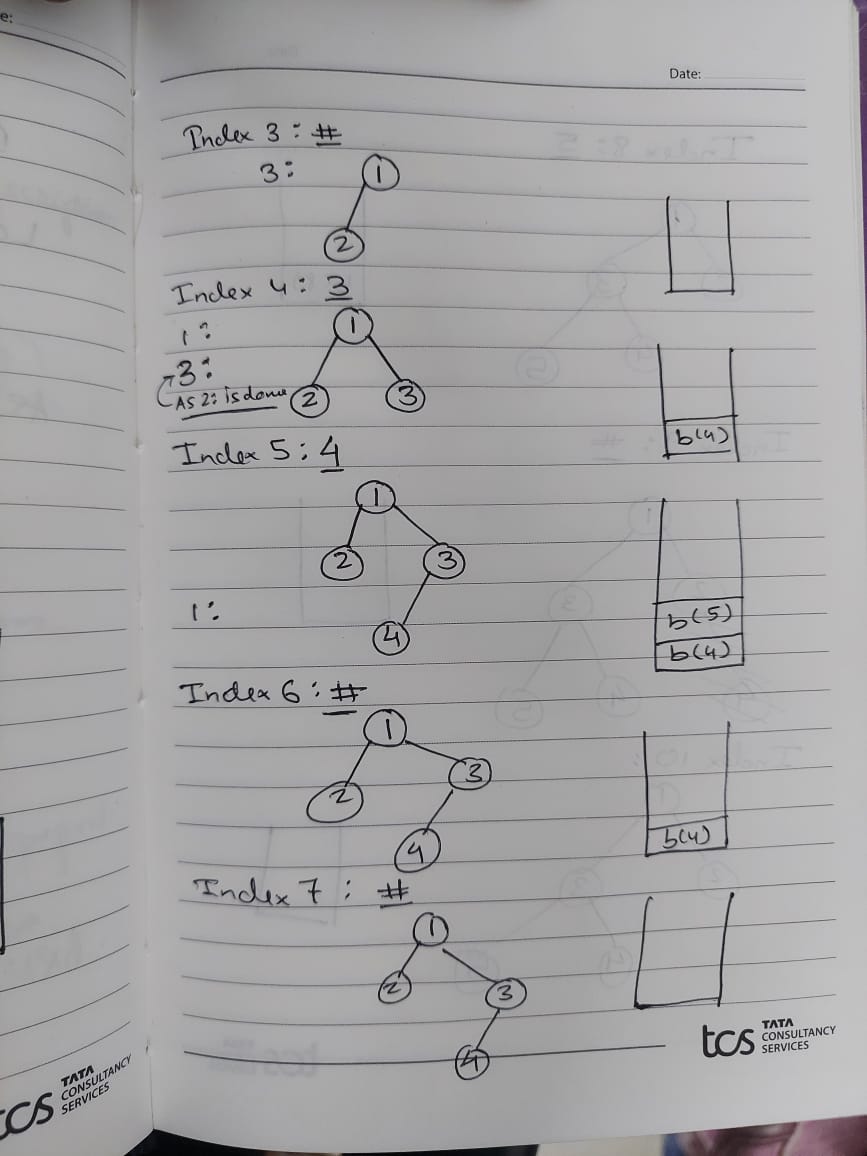 e:
Date:
Index 3 : #
3:
1
2
Index 4 : 3
1:
3:
As 2: is done
1
2
3
b(4)
Index 5 : 4
1
2
3
1:
4
b(5)
b(4)
Index 6 : #
1
2
3
4
b(4)
Index 7 : #
1
2
3
4
tcs TATA
CONSULTANCY
SERVICES
tcs TATA
CONSULTANCY
SERVICES